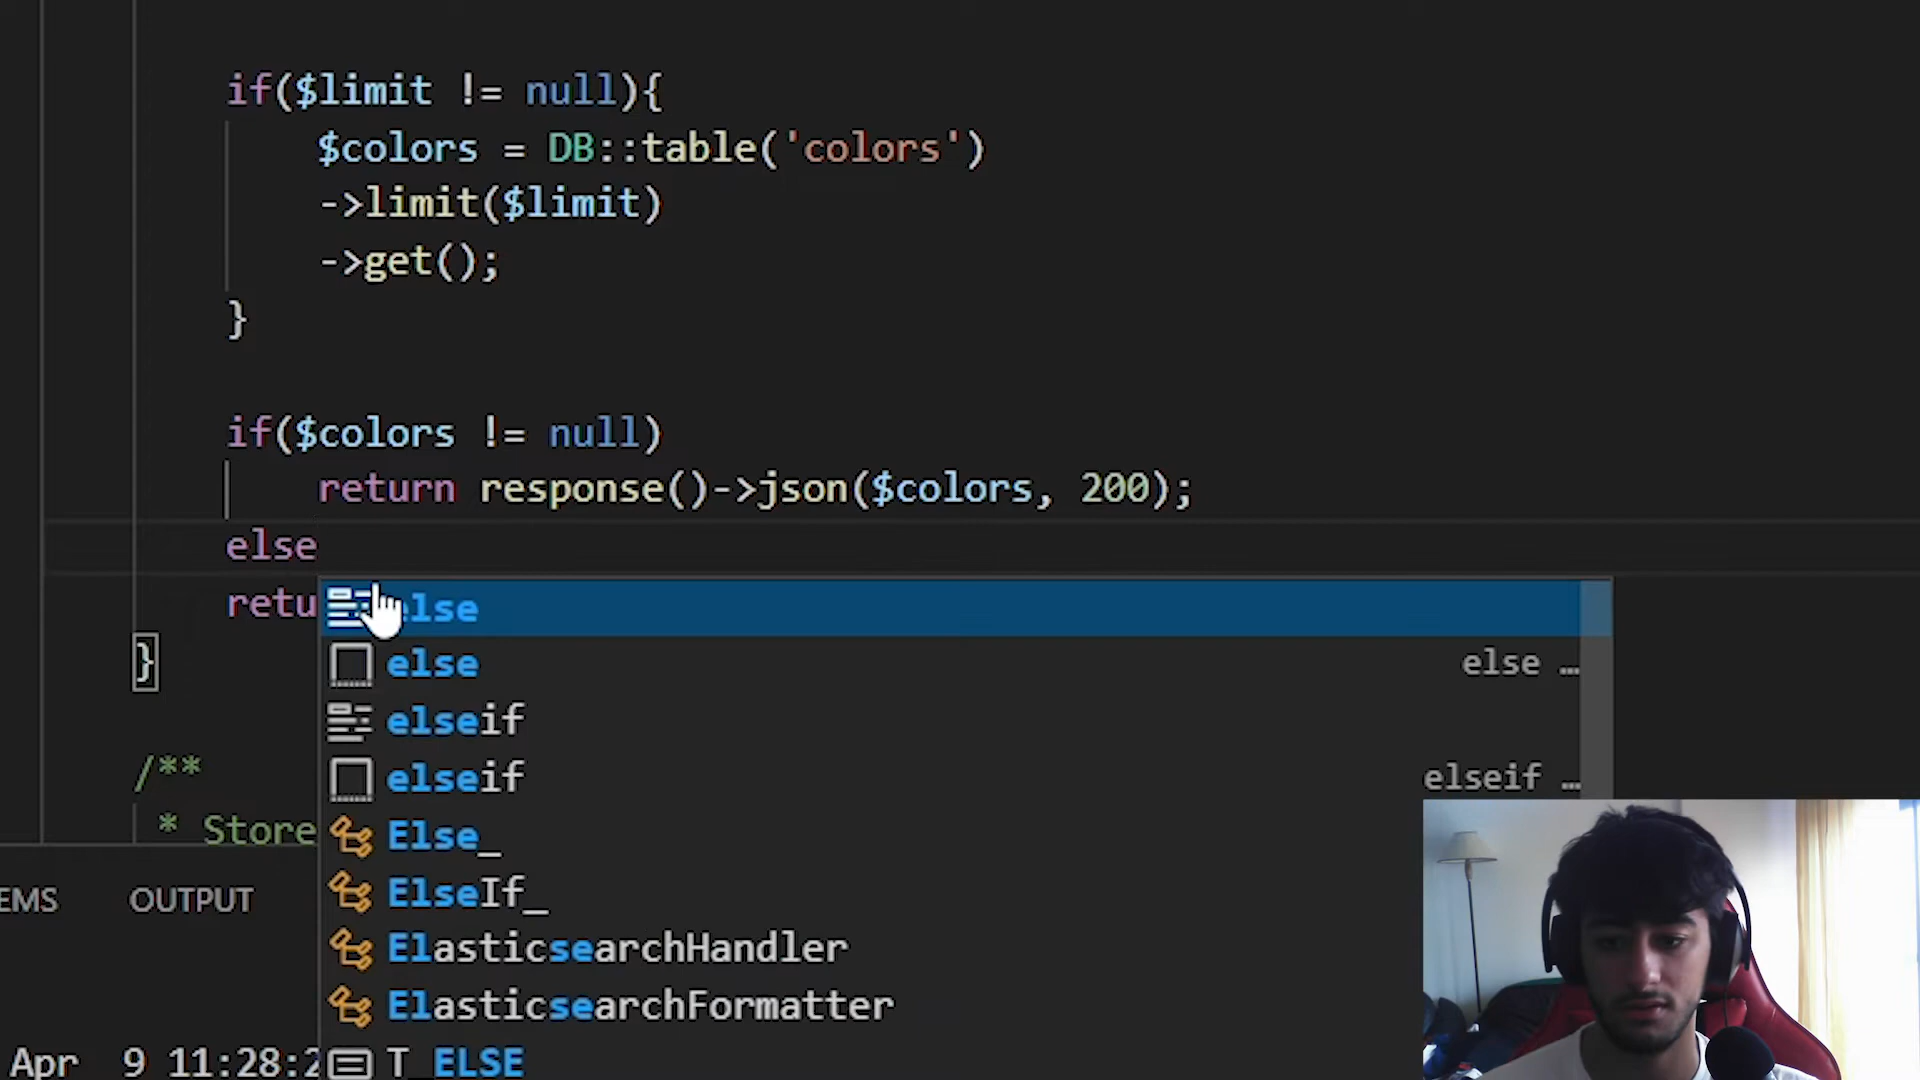 if($limit != null){
$colors = DB::table('colors')
->limit($limit)
->get();
}
if($colors != null)
return response()->json($colors, 200);
else
retu
else
else else …
}
elseif
elseif elseif …
/**
* Store
Else_
ElseIf_
EMS OUTPUT
ElasticsearchHandler
ElasticsearchFormatter
Apr 9 11:28:2
T_ELSE